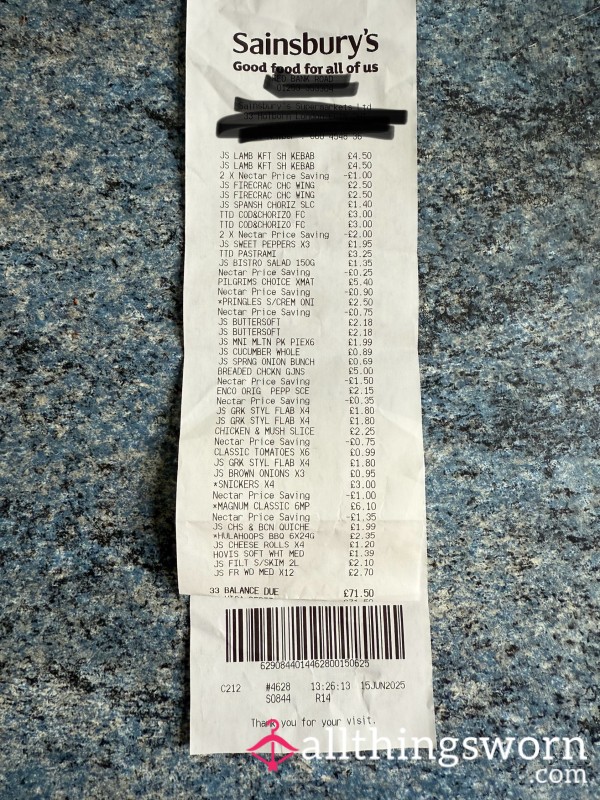 Sainsbury's
Good food for all of us
RED BANK ROAD
Sainsbury's Supermarkets Ltd
JS LAMB KFT SH KEBAB £4.50
JS LAMB KFT SH KEBAB £4.50
2 X Nectar Price Saving -£1.00
JS FIRECRAC CHC WING £2.50
JS FIRECRAC CHC WING £2.50
JS SPANSH CHORIZ SLC £1.40
TTD COD&CHORIZO FC £3.00
TTD COD&CHORIZO FC £3.00
2 X Nectar Price Saving -£2.00
JS SWEET PEPPERS X3 £1.95
TTD PASTRAMI £3.25
JS BISTRO SALAD 150G £1.35
Nectar Price Saving -£0.25
PILGRIMS CHOICE XMAT £5.40
Nectar Price Saving -£0.90
*PRINGLES S/CREM ONI £2.50
Nectar Price Saving -£0.75
JS BUTTERSOFT £2.18
JS BUTTERSOFT £2.18
JS MNI MLTN PK PIEX6 £1.99
JS CUCUMBER WHOLE £0.89
JS SPRNG ONION BUNCH £0.69
BREADED CHCKN GJNS £5.00
Nectar Price Saving -£1.50
ENCO ORIG PEPP SCE £2.15
Nectar Price Saving -£0.35
JS GRK STYL FLAB X4 £1.80
JS GRK STYL FLAB X4 £1.80
CHICKEN & MUSH SLICE £2.25
Nectar Price Saving -£0.75
CLASSIC TOMATOES X6 £0.99
JS GRK STYL FLAB X4 £1.80
JS BROWN ONIONS X3 £0.95
*SNICKERS X4 £3.00
Nectar Price Saving -£1.00
*MAGNUM CLASSIC 6MP £6.10
Nectar Price Saving -£1.35
JS CHS & BCN QUICHE £1.99
*HULAHOOPS BBQ 6X24G £2.35
JS CHEESE ROLLS X4 £1.20
HOVIS SOFT WHT MED £1.39
JS FILT S/SKIM 2L £2.10
JS FR WO MED X12 £2.70
33 BALANCE DUE £71.50
6290844014462800150625
C212 #4628 13:26:13 15JUN2025
S0844 R14
Thank you for your visit.
allthingsworn
.com